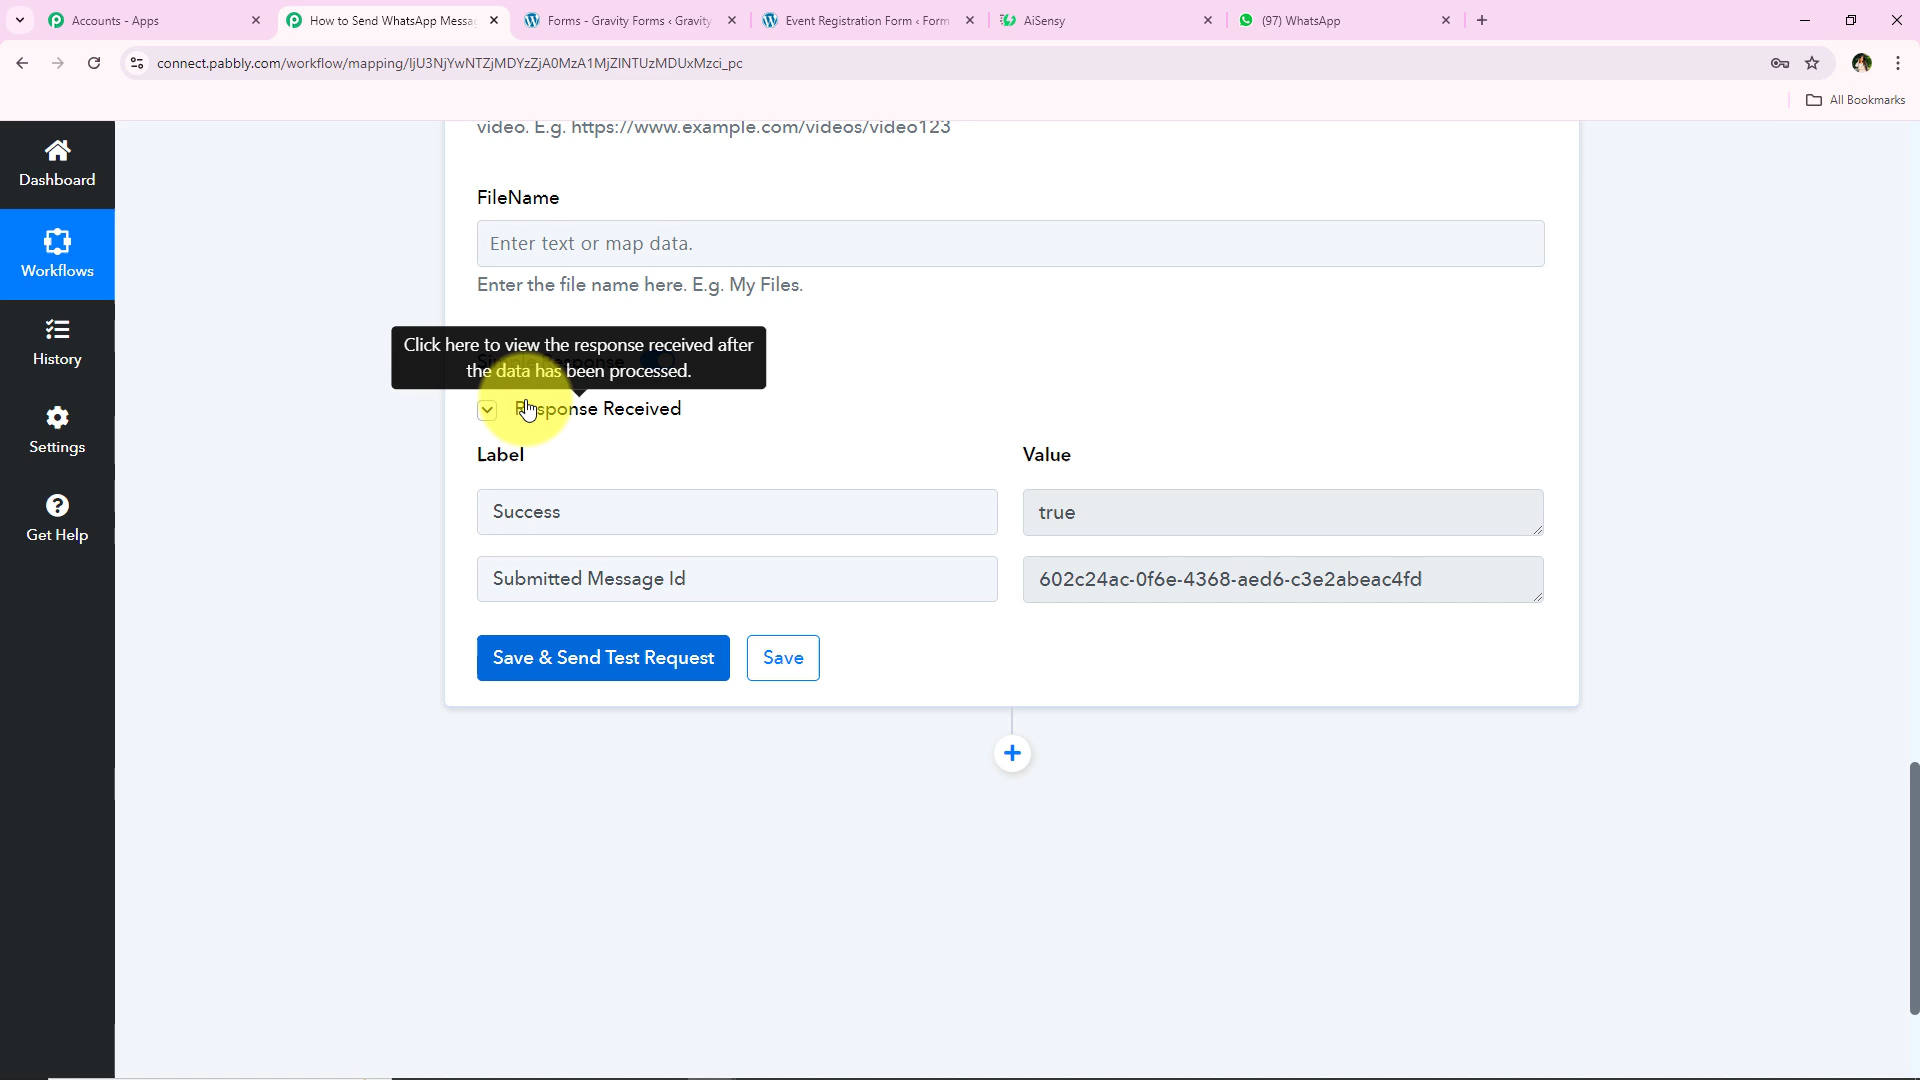 Accounts - Apps
How to Send WhatsApp Messa
Forms - Gravity Forms ‹ Gravity
Event Registration Form ‹ Form
AiSensy
(97) WhatsApp
connect.pabbly.com/workflow/mapping/IjU3NjYwNTZjMDYzZjA0MzA1MjZlNTUzMDUxMzci_pc
All Bookmarks
Dashboard
Workflows
History
Settings
Get Help
video. E.g. https://www.example.com/videos/video123
FileName
Enter text or map data.
Enter the file name here. E.g. My Files.
Click here to view the response received after
the data has been processed.
Response Received
Label
Value
Success
true
Submitted Message Id
602c24ac-0f6e-4368-aed6-c3e2abeac4fd
Save & Send Test Request
Save